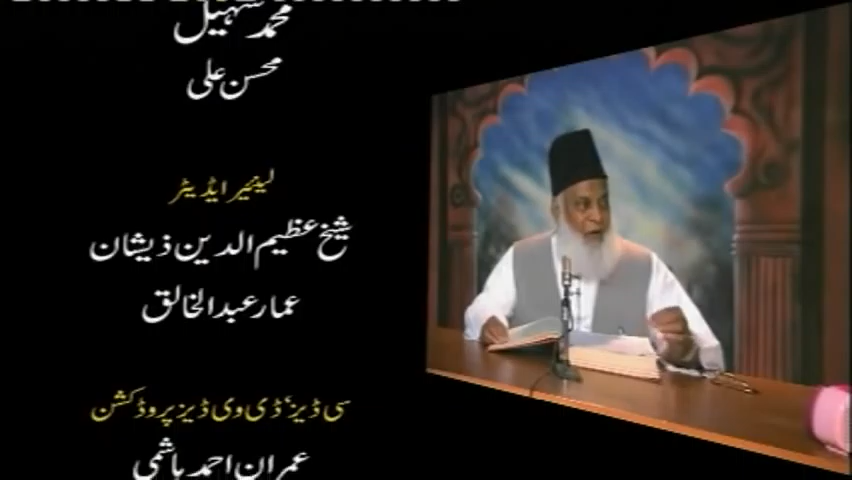 محمد سہیل
محسن علی
لینیر ایڈیٹر
شیخ عظیم الدین ذیشان
عمار عبدالخالق
سی ڈیز، ڈی وی ڈیز پروڈکشن
عمران احمد ہاشمی